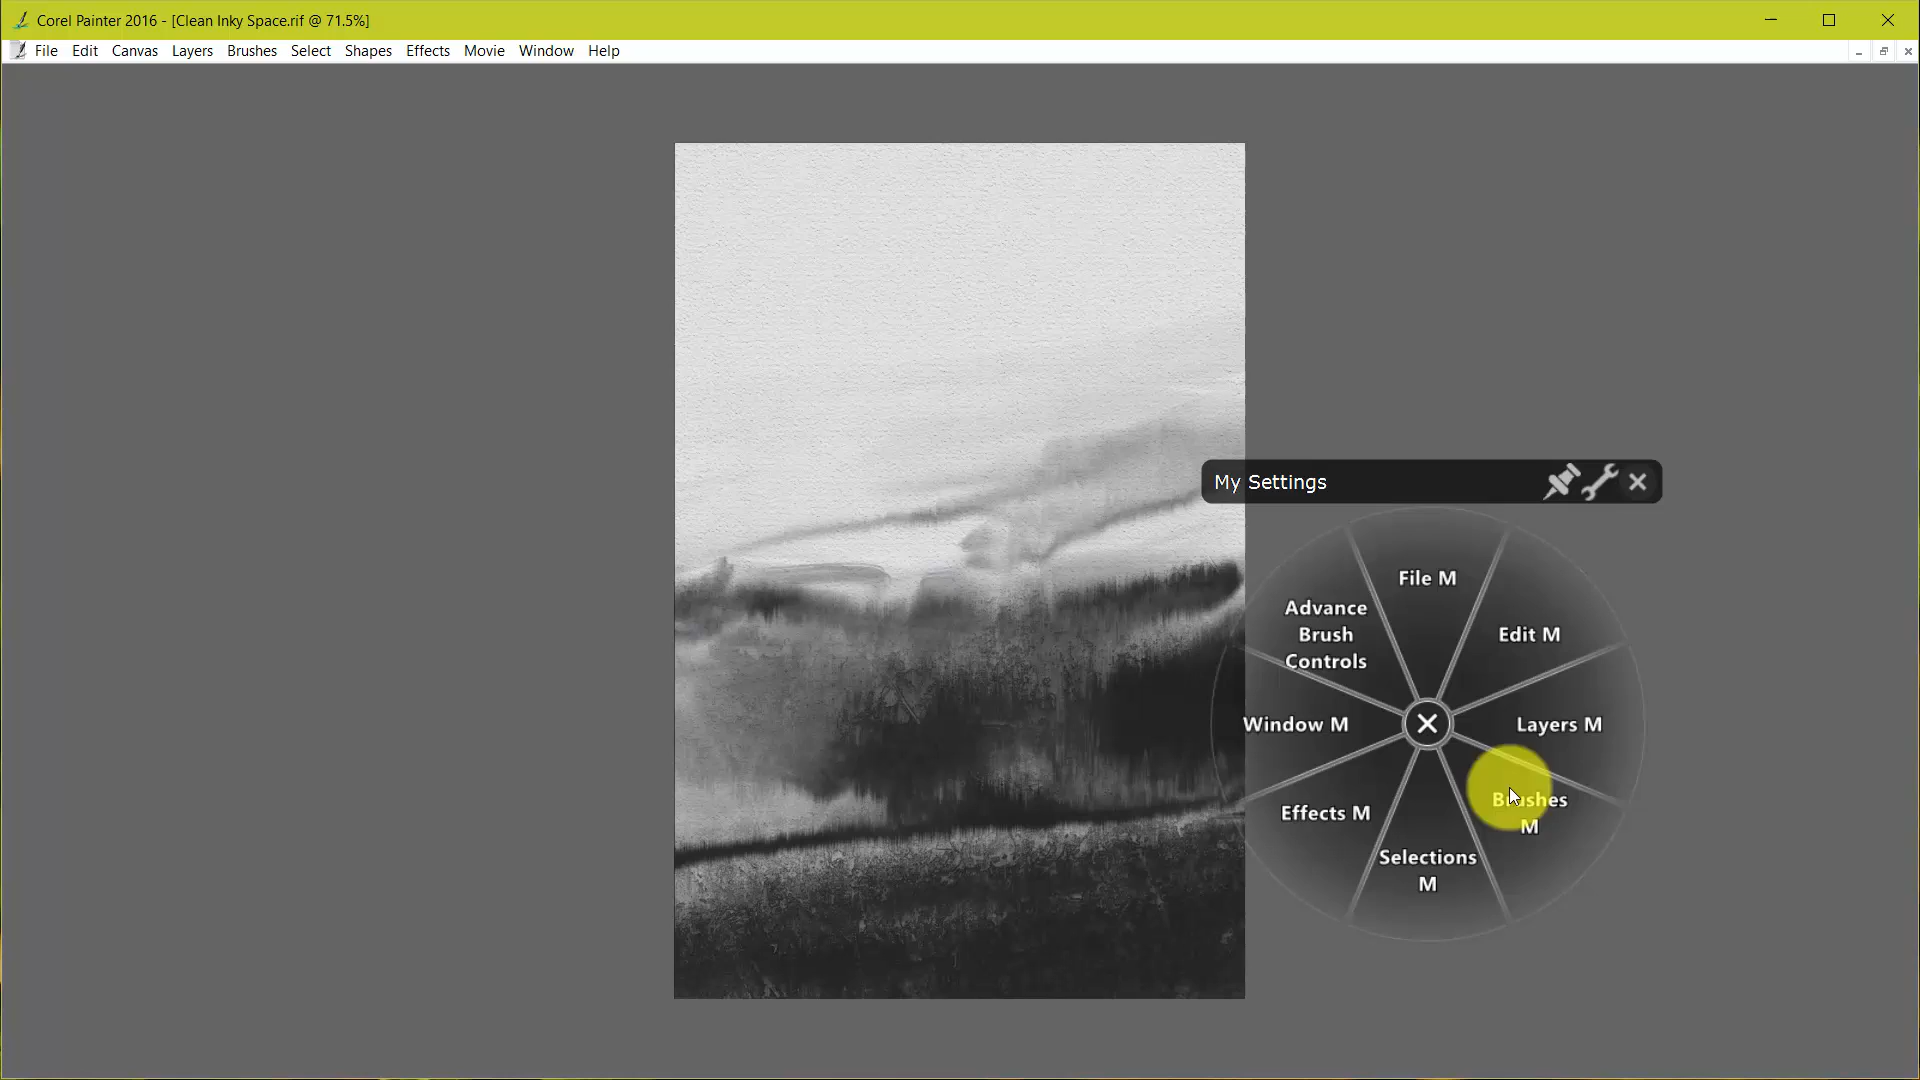 Corel Painter 2016 - [Clean Inky Space.rif @ 71.5%]
File Edit Canvas Layers Brushes Select Shapes Effects Movie Window Help
My Settings
File M
Edit M
Advance
Brush
Controls
Window M
Layers M
Effects M
Brushes
M
Selections
M